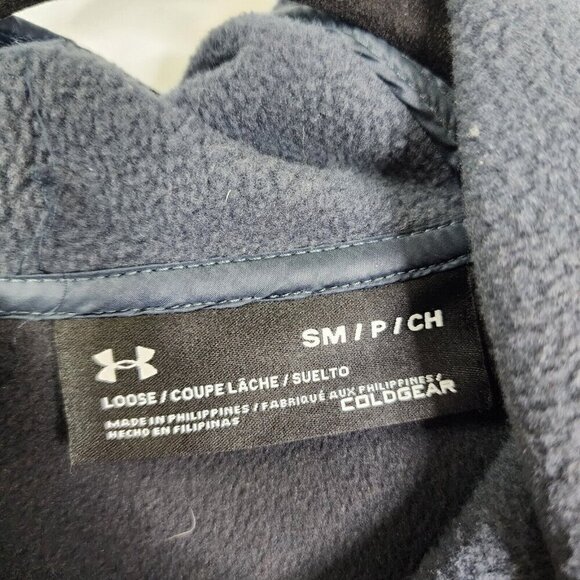 SM / P / CH
LOOSE / COUPE LÂCHE / SUELTO
MADE IN PHILIPPINES / FABRIQUÉ AUX PHILIPPINES /
HECHO EN FILIPINAS
COLDGEAR